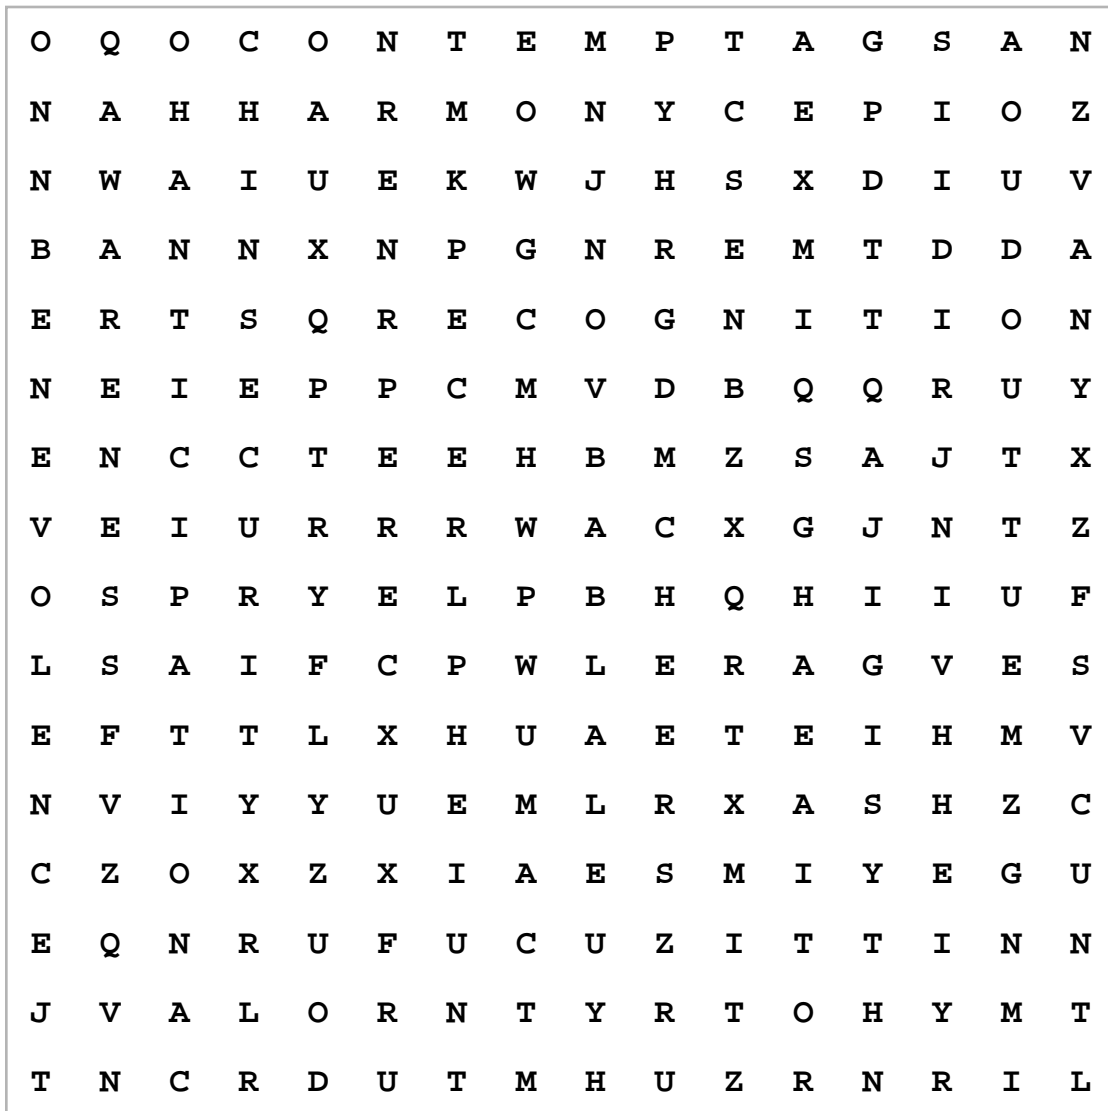 O Q O C O N T E M P T A G S A N
N A H H A R M O N Y C E P I O Z
N W A I U E K W J H S X D I U V
B A N N X N P G N R E M T D D A
E R T S Q R E C O G N I T I O N
N E I E P P C M V D B Q Q R U Y
E N C C T E E H B M Z S A J T X
V E I U R R R W A C X G J N T Z
O S P R Y E L P B H Q H I I U F
L S A I F C P W L E R A G V E S
E F T T L X H U A E T E I H M V
N V I Y Y U E M L R X A S H Z C
C Z O X Z X I A E S M I Y E G U
E Q N R U F U C U Z I T T I N N
J V A L O R N T Y R T O H Y M T
T N C R D U T M H U Z R N R I L